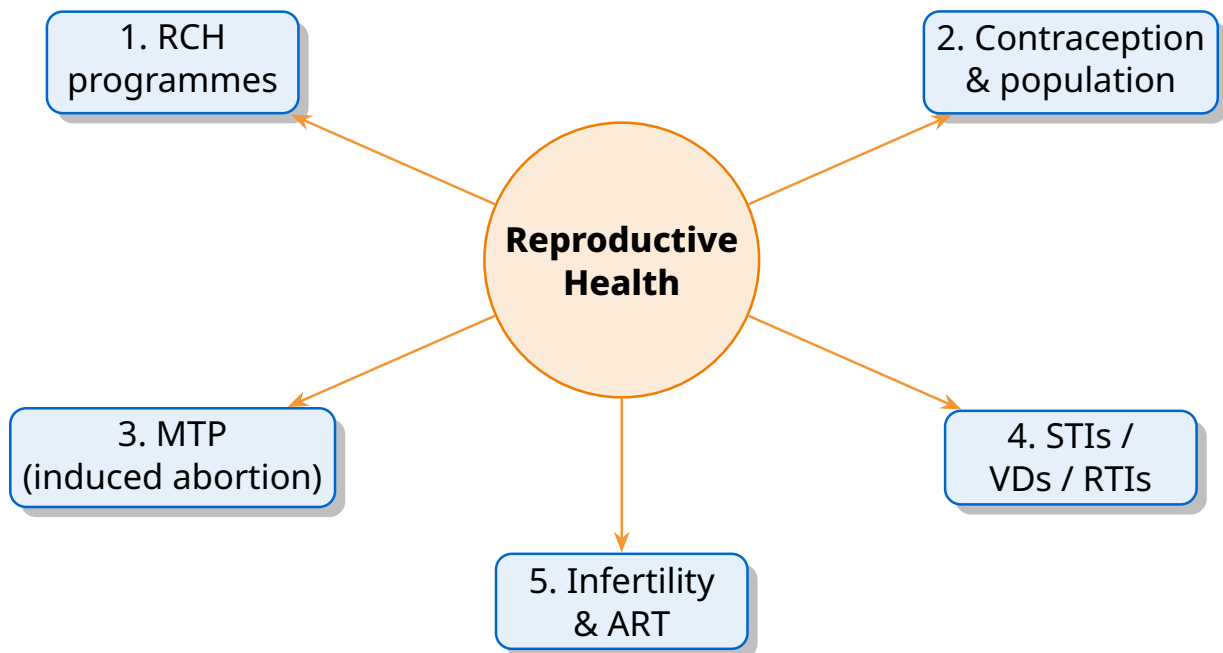 1. RCH
programmes
2. Contraception
& population
Reproductive
Health
3. MTP
(induced abortion)
4. STIs /
VDs / RTIs
5. Infertility
& ART